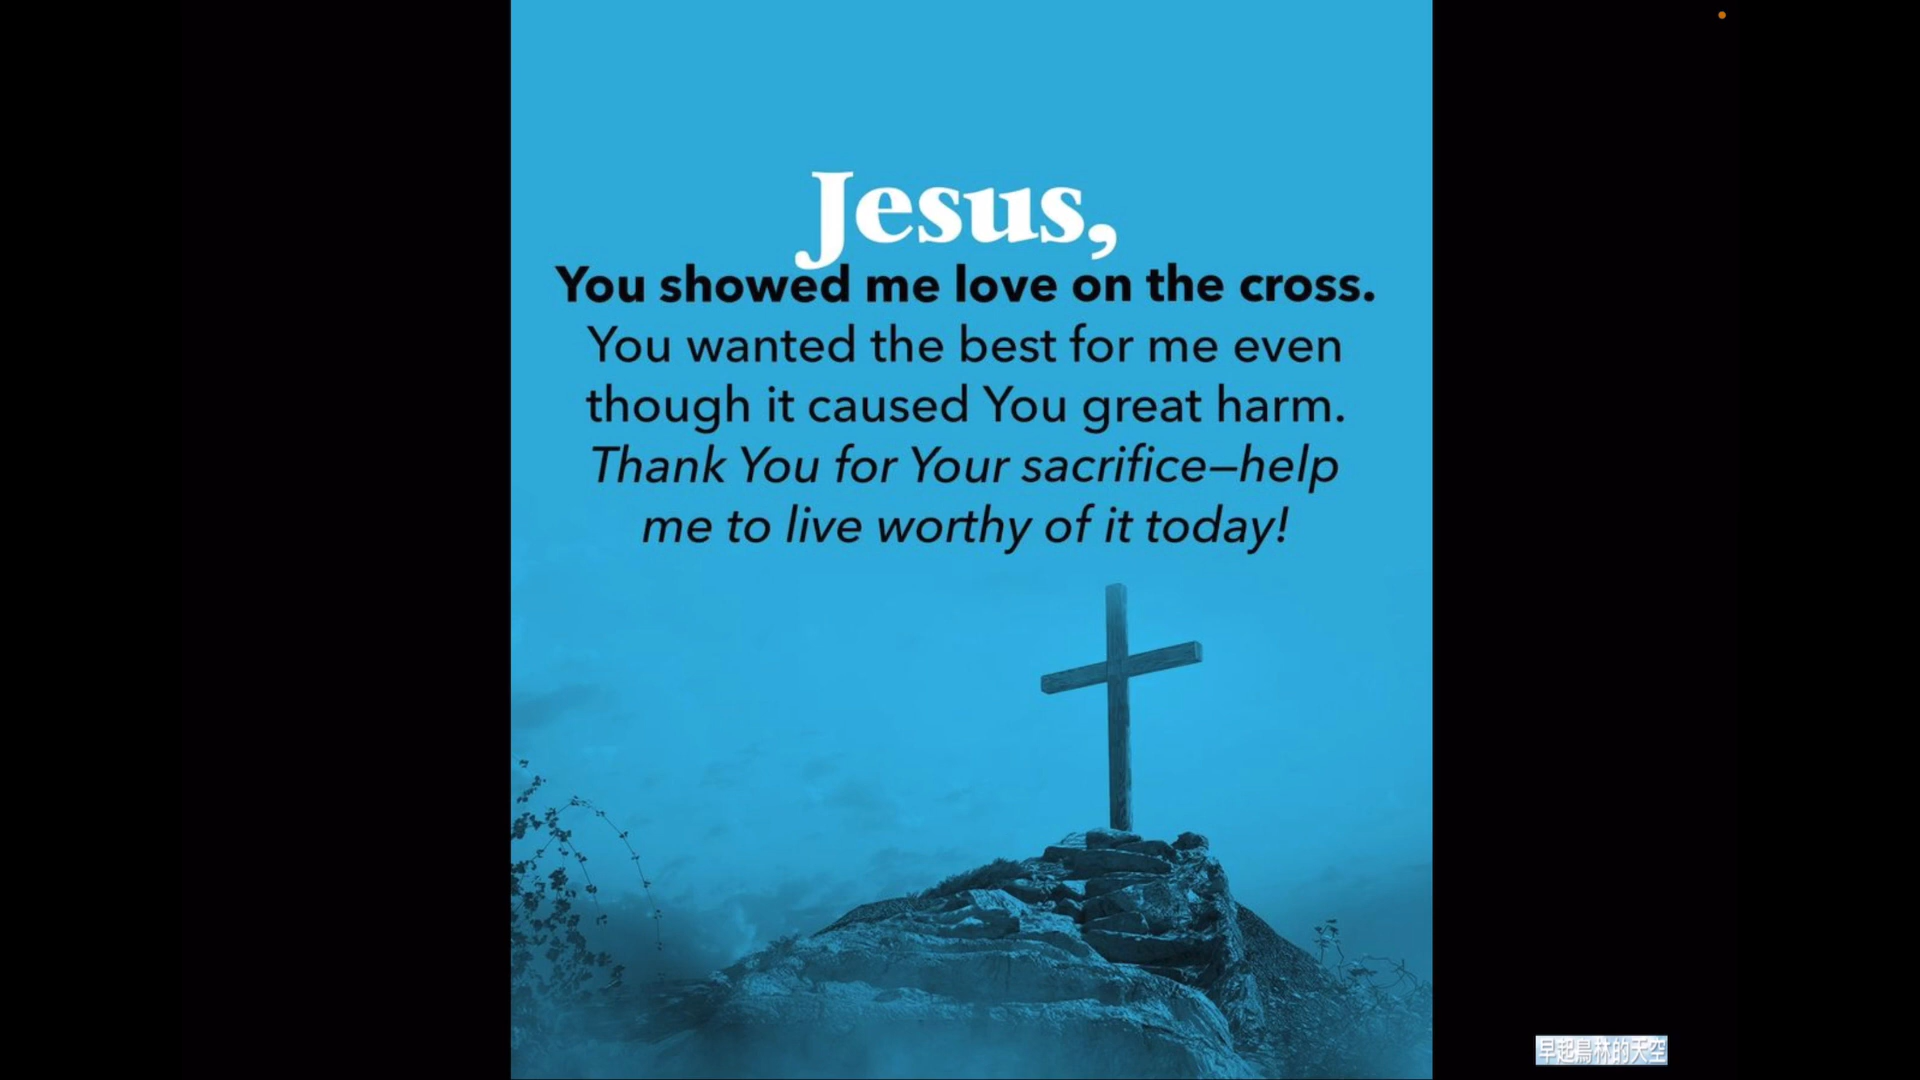 Jesus,
You showed me love on the cross.
You wanted the best for me even
though it caused You great harm.
Thank You for Your sacrifice—help
me to live worthy of it today!
早起鳥林的天空